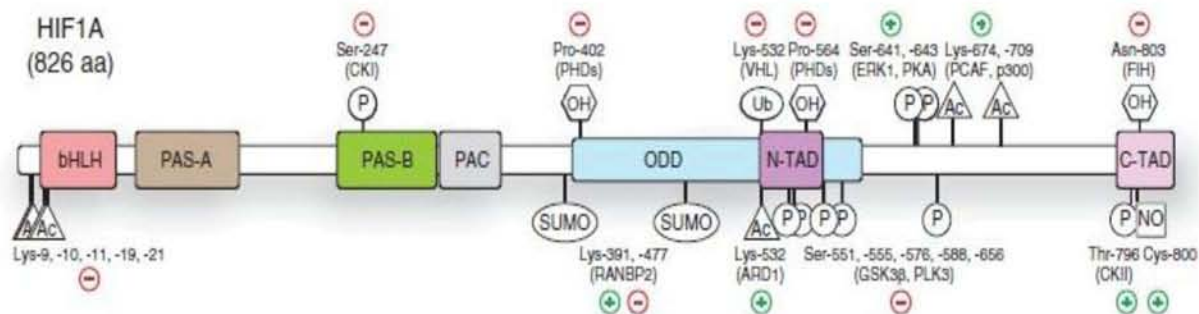 HIF1A
(826 aa)
Ser-247
(CKI)
Pro-402
(PHDs)
Lys-532
(VHL)
Pro-564
(PHDs)
Ser-641, -643
(ERK1, PKA)
Lys-674, -709
(PCAF, p300)
Asn-803
(FIH)
P
OH
Ub
OH
P
P
Ac
Ac
OH
bHLH
PAS-A
PAS-B
PAC
ODD
N-TAD
C-TAD
A
Ac
SUMO
SUMO
Ac
P
P
P
P
P
P
NO
Lys-9, -10, -11, -19, -21
Lys-391, -477
(RANBP2)
Lys-532
(ARD1)
Ser-551, -555, -576, -588, -656
(GSK3β, PLK3)
Thr-796 Cys-800
(CKII)